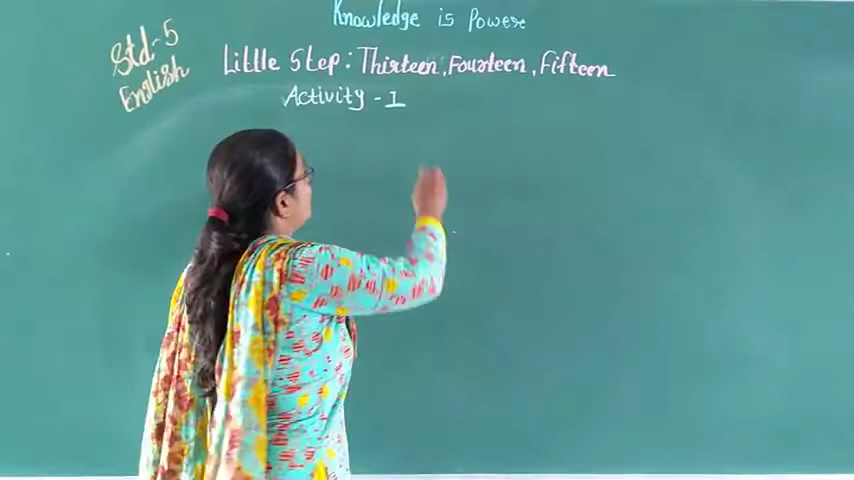 Knowledge is Power
Std.-5
English
Little Step : Thirteen, Fourteen, Fifteen
Activity - 1